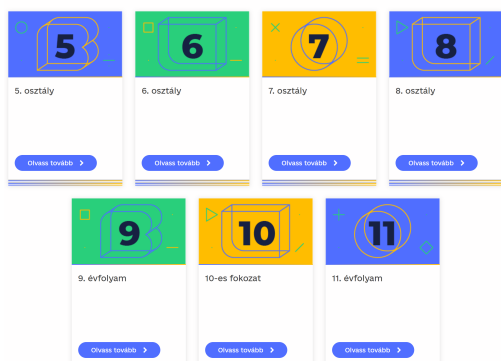 5
6
7
8
5. osztály
6. osztály
7. osztály
8. osztály
Olvass tovább
Olvass tovább
Olvass tovább
Olvass tovább
9
10
11
9. évfolyam
10-es fokozat
11. évfolyam
Olvass tovább
Olvass tovább
Olvass tovább